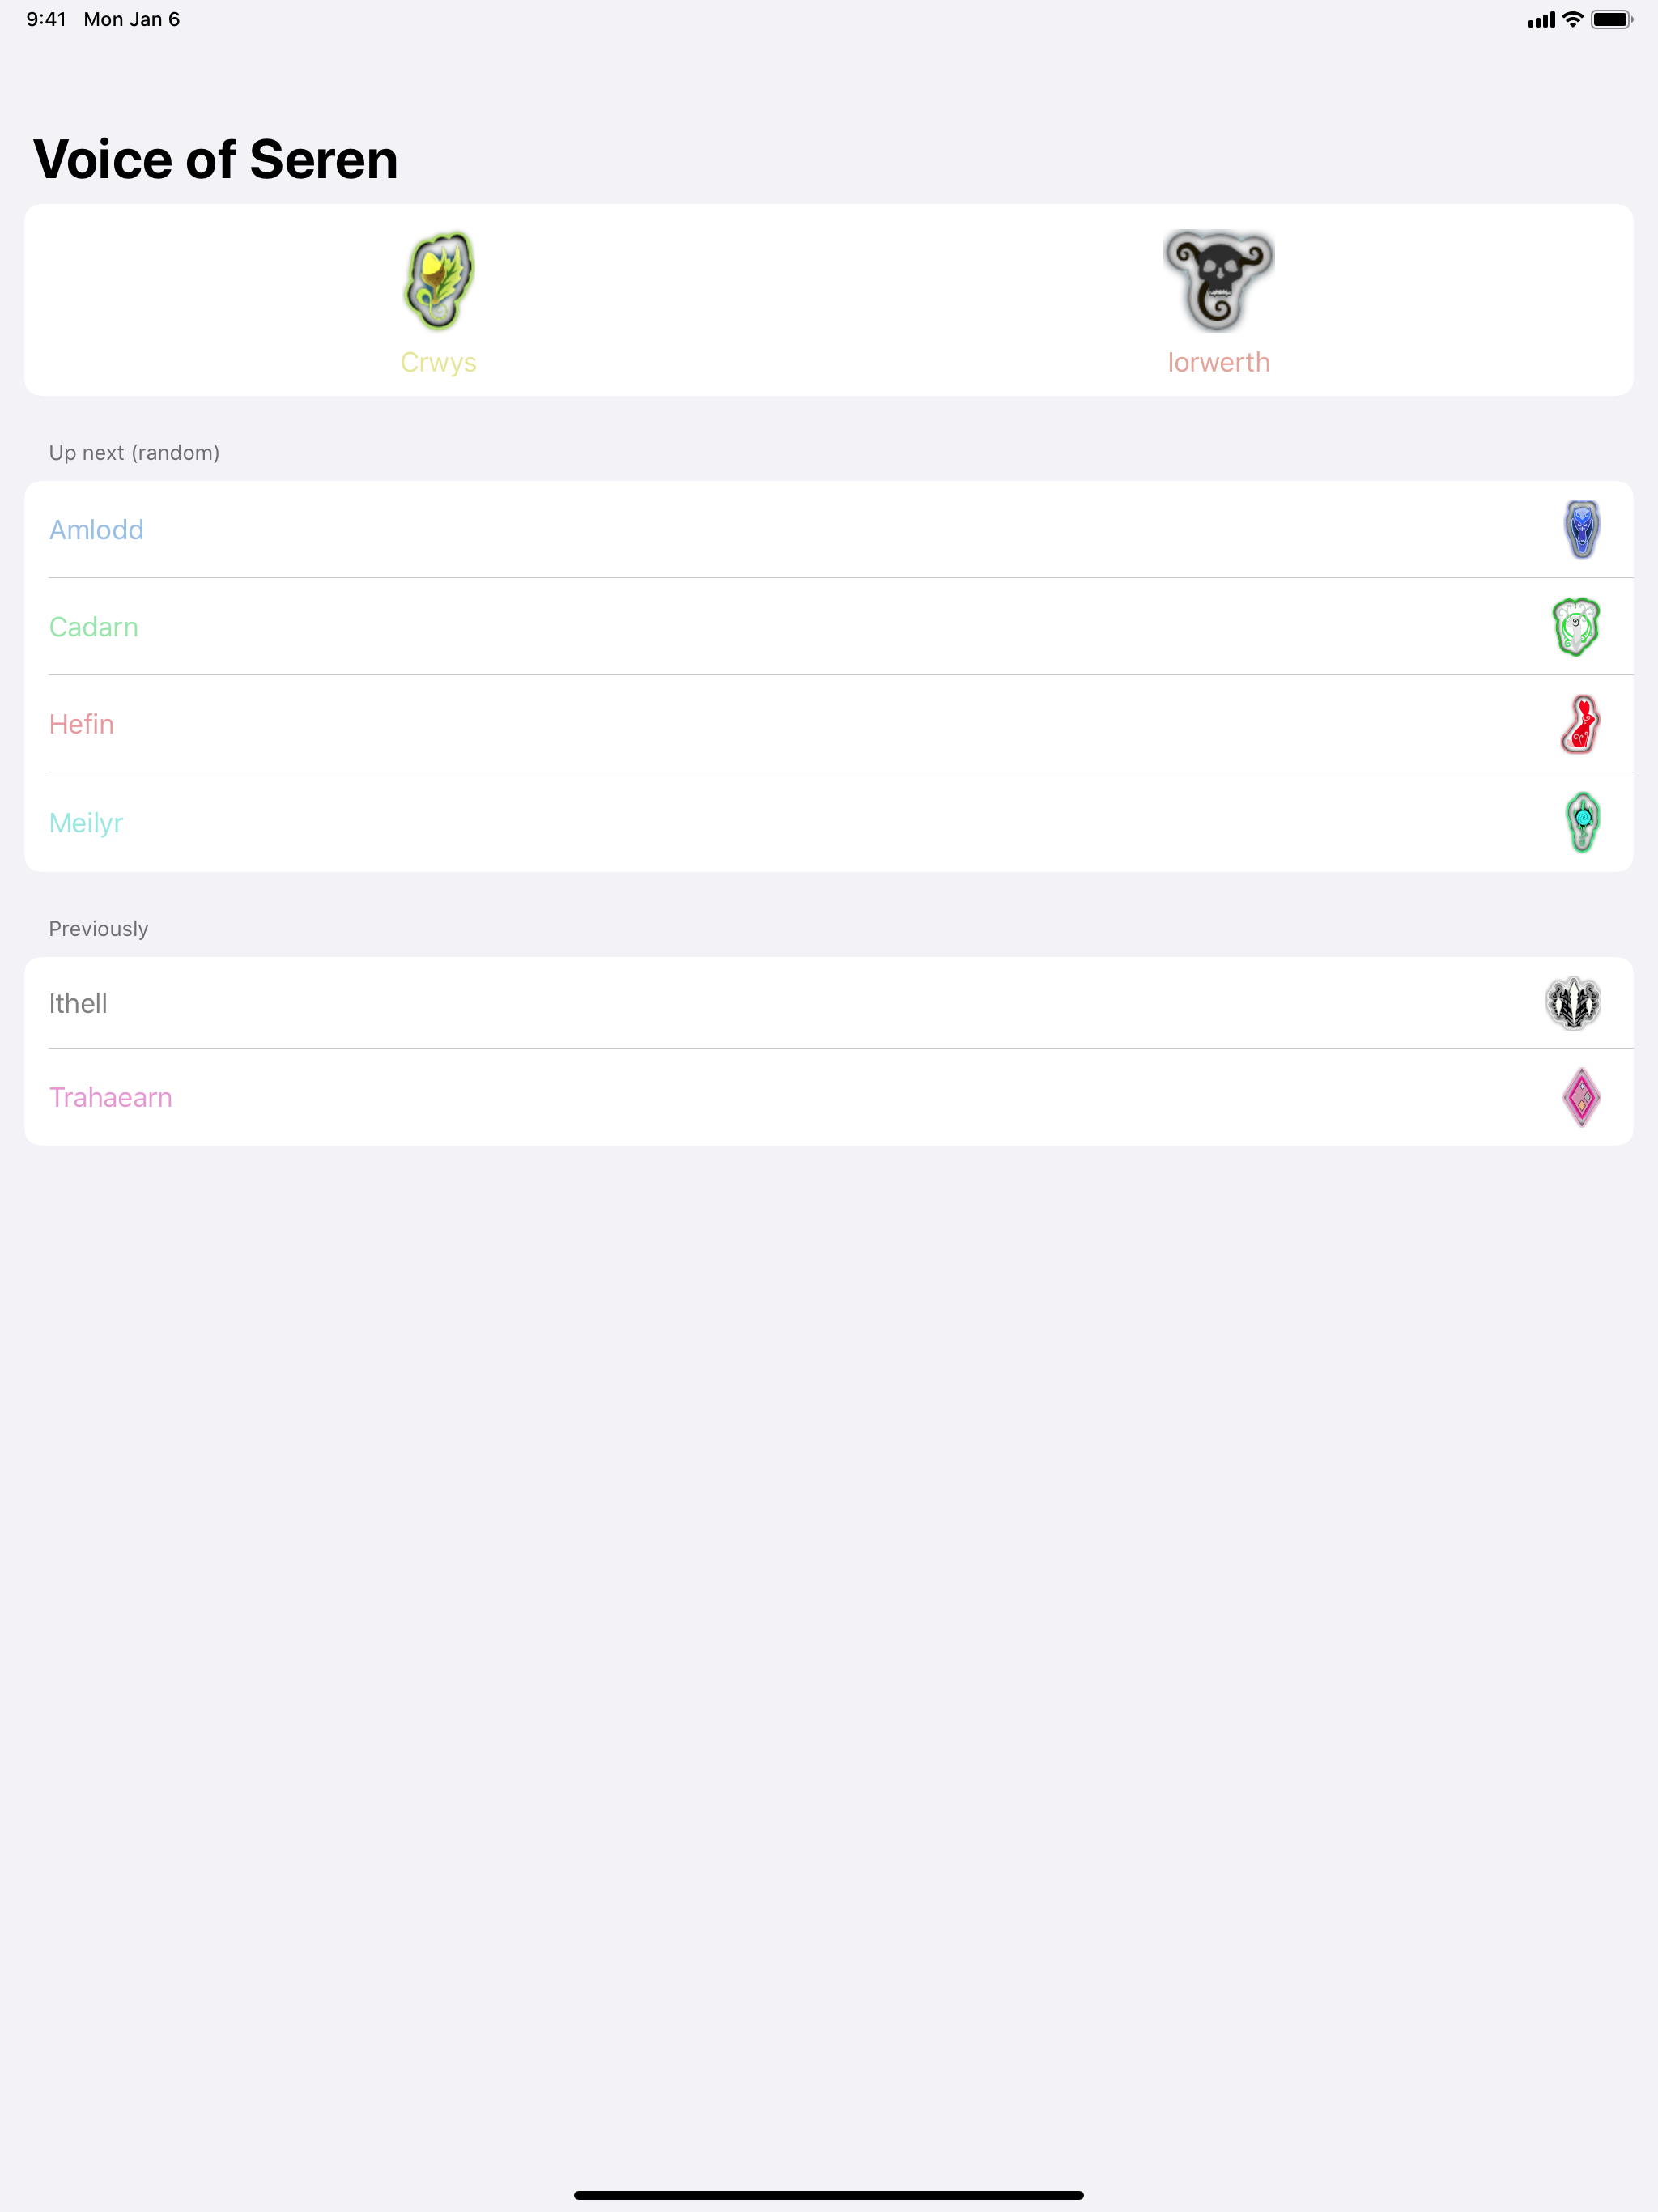 9:41 Mon Jan 6
Voice of Seren
Crwys
Iorwerth
Up next (random)
Amlodd
Cadarn
Hefin
Meilyr
Previously
Ithell
Trahaearn